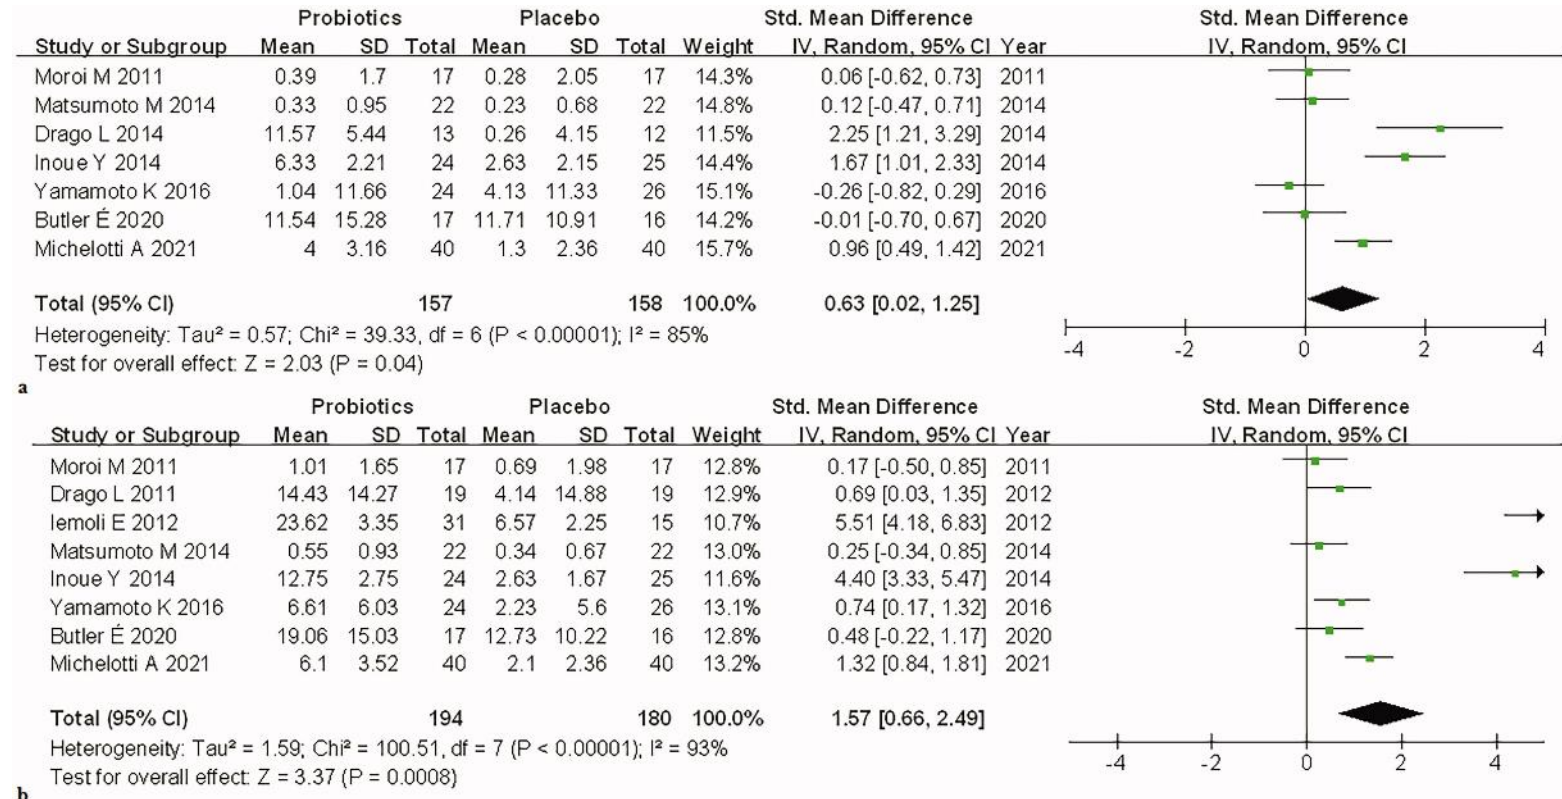 Probiotics Placebo Std. Mean Difference Std. Mean Difference
Study or Subgroup Mean SD Total Mean SD Total Weight IV, Random, 95% CI Year IV, Random, 95% CI
Moroi M 2011 0.39 1.7 17 0.28 2.05 17 14.3% 0.06 [-0.62, 0.73] 2011
Matsumoto M 2014 0.33 0.95 22 0.23 0.68 22 14.8% 0.12 [-0.47, 0.71] 2014
Drago L 2014 11.57 5.44 13 0.26 4.15 12 11.5% 2.25 [1.21, 3.29] 2014
Inoue Y 2014 6.33 2.21 24 2.63 2.15 25 14.4% 1.67 [1.01, 2.33] 2014
Yamamoto K 2016 1.04 11.66 24 4.13 11.33 26 15.1% -0.26 [-0.82, 0.29] 2016
Butler É 2020 11.54 15.28 17 11.71 10.91 16 14.2% -0.01 [-0.70, 0.67] 2020
Michelotti A 2021 4 3.16 40 1.3 2.36 40 15.7% 0.96 [0.49, 1.42] 2021
Total (95% CI) 157 158 100.0% 0.63 [0.02, 1.25]
Heterogeneity: Tau² = 0.57; Chi² = 39.33, df = 6 (P < 0.00001); I² = 85%
Test for overall effect: Z = 2.03 (P = 0.04)
-4 -2 0 2 4
a
Probiotics Placebo Std. Mean Difference Std. Mean Difference
Study or Subgroup Mean SD Total Mean SD Total Weight IV, Random, 95% CI Year IV, Random, 95% CI
Moroi M 2011 1.01 1.65 17 0.69 1.98 17 12.8% 0.17 [-0.50, 0.85] 2011
Drago L 2011 14.43 14.27 19 4.14 14.88 19 12.9% 0.69 [0.03, 1.35] 2012
Iemoli E 2012 23.62 3.35 31 6.57 2.25 15 10.7% 5.51 [4.18, 6.83] 2012
Matsumoto M 2014 0.55 0.93 22 0.34 0.67 22 13.0% 0.25 [-0.34, 0.85] 2014
Inoue Y 2014 12.75 2.75 24 2.63 1.67 25 11.6% 4.40 [3.33, 5.47] 2014
Yamamoto K 2016 6.61 6.03 24 2.23 5.6 26 13.1% 0.74 [0.17, 1.32] 2016
Butler É 2020 19.06 15.03 17 12.73 10.22 16 12.8% 0.48 [-0.22, 1.17] 2020
Michelotti A 2021 6.1 3.52 40 2.1 2.36 40 13.2% 1.32 [0.84, 1.81] 2021
Total (95% CI) 194 180 100.0% 1.57 [0.66, 2.49]
Heterogeneity: Tau² = 1.59; Chi² = 100.51, df = 7 (P < 0.00001); I² = 93%
Test for overall effect: Z = 3.37 (P = 0.0008)
-4 -2 0 2 4
b